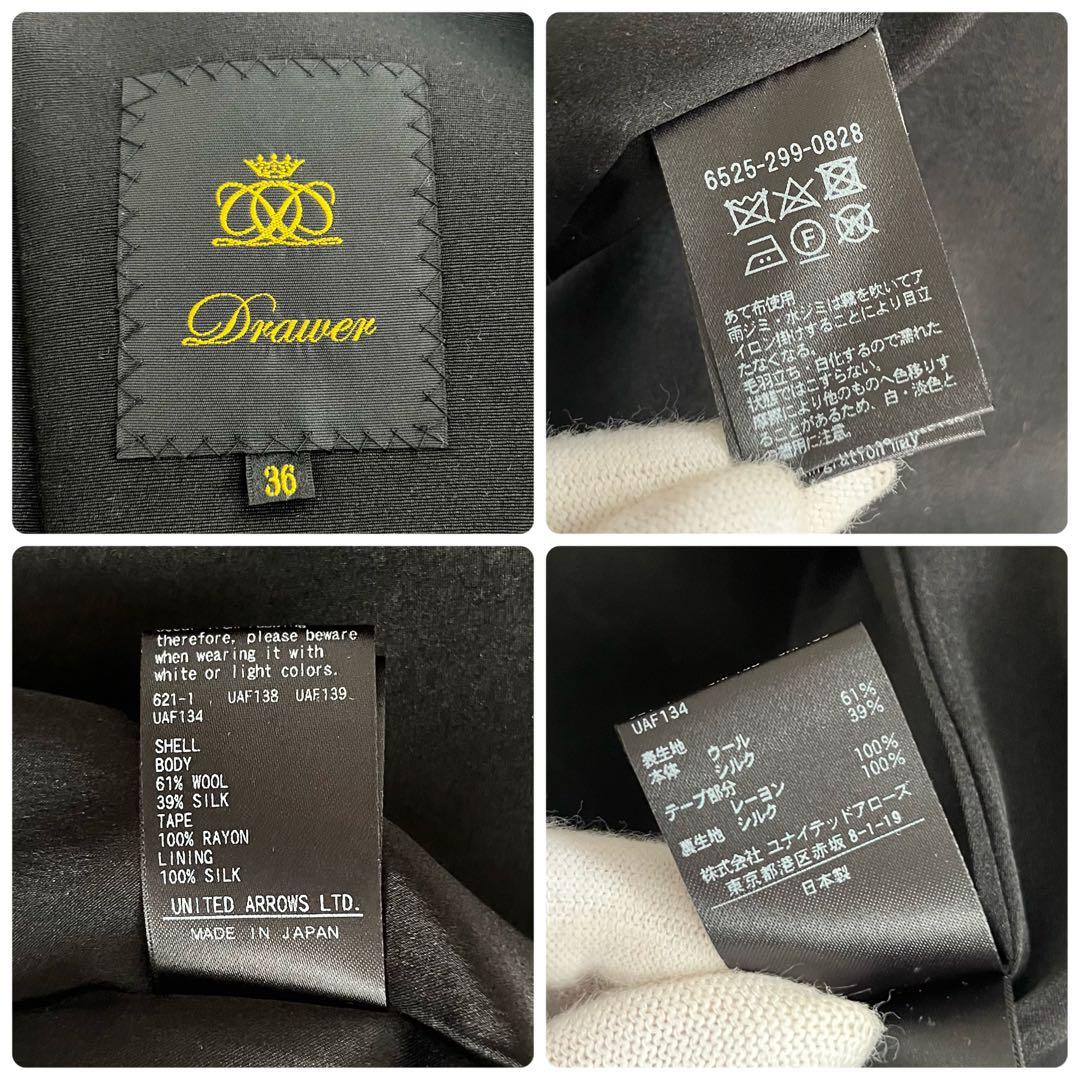 Drawer
36
6525-299-0828
F
W
あて布使用
雨ジミ・水ジミは霧を吹いてア
イロン掛けすることにより目立
たなくなる。
毛羽立ち・白化するので濡れた
状態ではこすらない。
摩擦により他のものへ色移りす
ることがあるため、白・淡色と
の着用に注意。
therefore, please beware
when wearing it with
white or light colors.
621-1 , UAF138 UAF139、
UAF134
SHELL
BODY
61% WOOL
39% SILK
TAPE
100% RAYON
LINING
100% SILK
UNITED ARROWS LTD.
MADE IN JAPAN
UAF134
表生地
本体 ウール 61%
シルク 39%
テープ部分
レーヨン 100%
裏生地 シルク 100%
株式会社 ユナイテッドアローズ
東京都港区赤坂 8-1-19
日本製